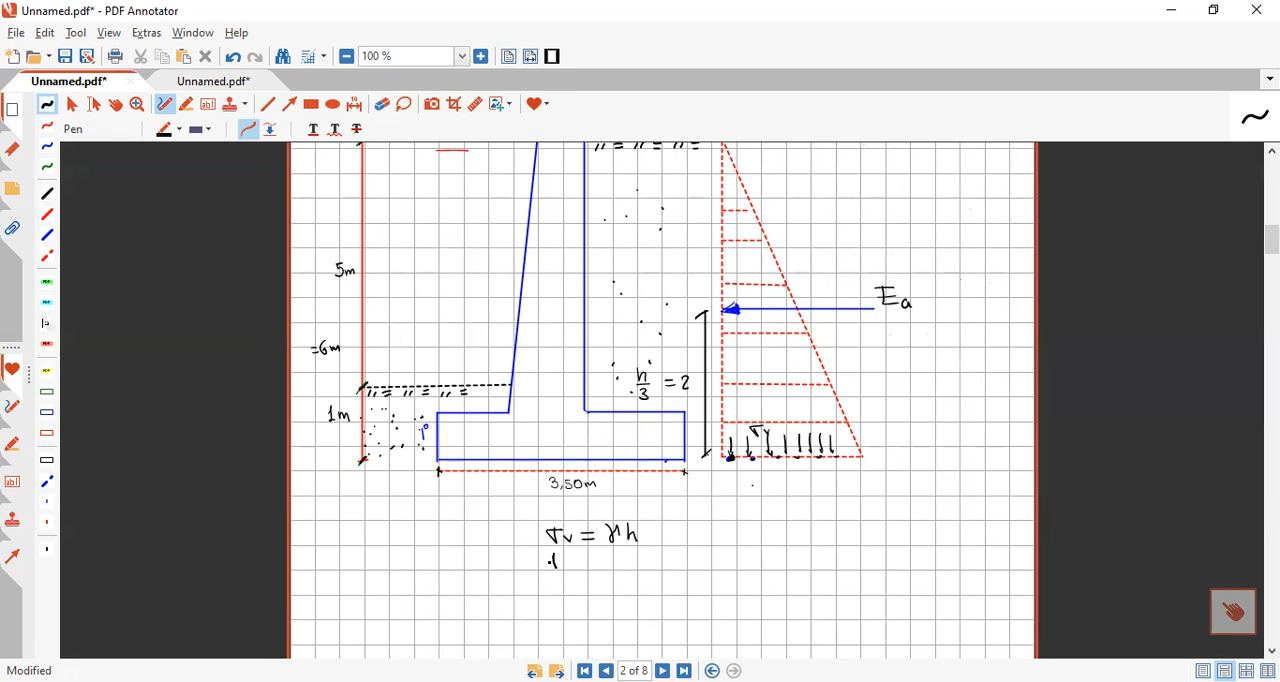 Unnamed.pdf* - PDF Annotator
File Edit Tool View Extras Window Help
100 %
Unnamed.pdf* Unnamed.pdf*
Pen
5m
Ea
=6m
h/3 = 2
1m
σv
3,50m
σv = γh
Modified
2 of 8